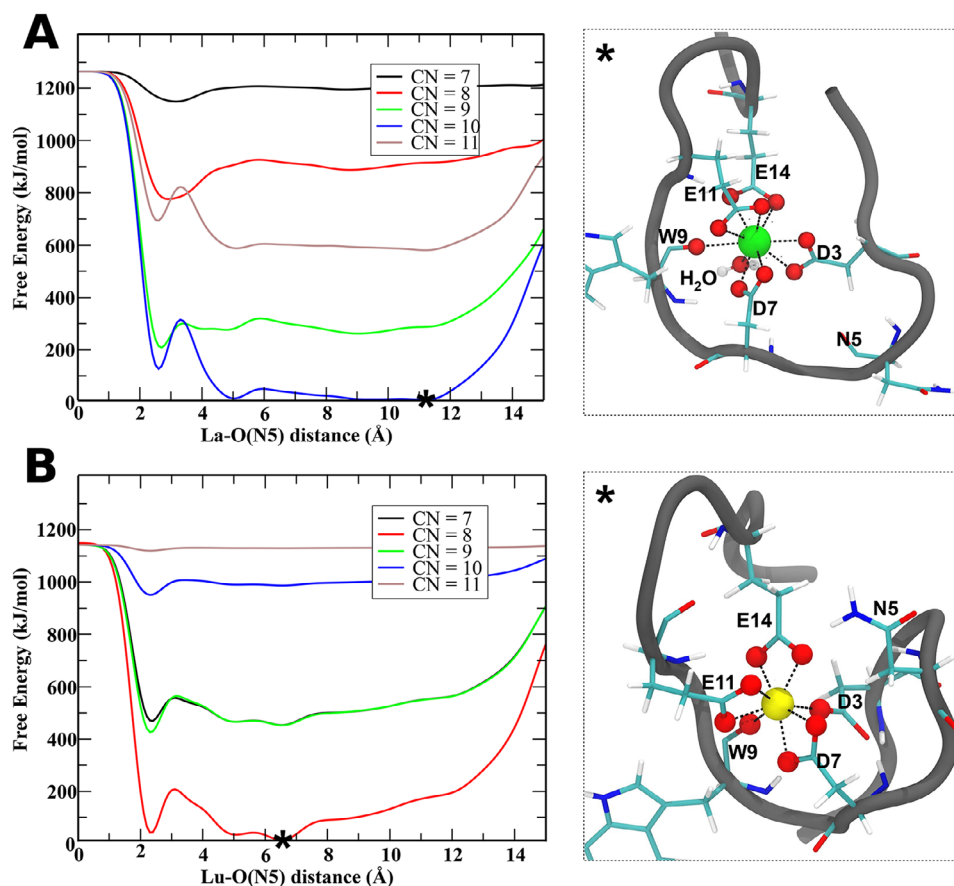 A
Free Energy (kJ/mol)
1200
1000
800
600
400
200
0
CN = 7
CN = 8
CN = 9
CN = 10
CN = 11
*
0 2 4 6 8 10 12 14
La-O(N5) distance (Å)
*
E14
E11
W9
D3
H₂O
D7
N5
B
Free Energy (kJ/mol)
1200
1000
800
600
400
200
0
CN = 7
CN = 8
CN = 9
CN = 10
CN = 11
*
0 2 4 6 8 10 12 14
Lu-O(N5) distance (Å)
*
E14
N5
E11
D3
W9
D7